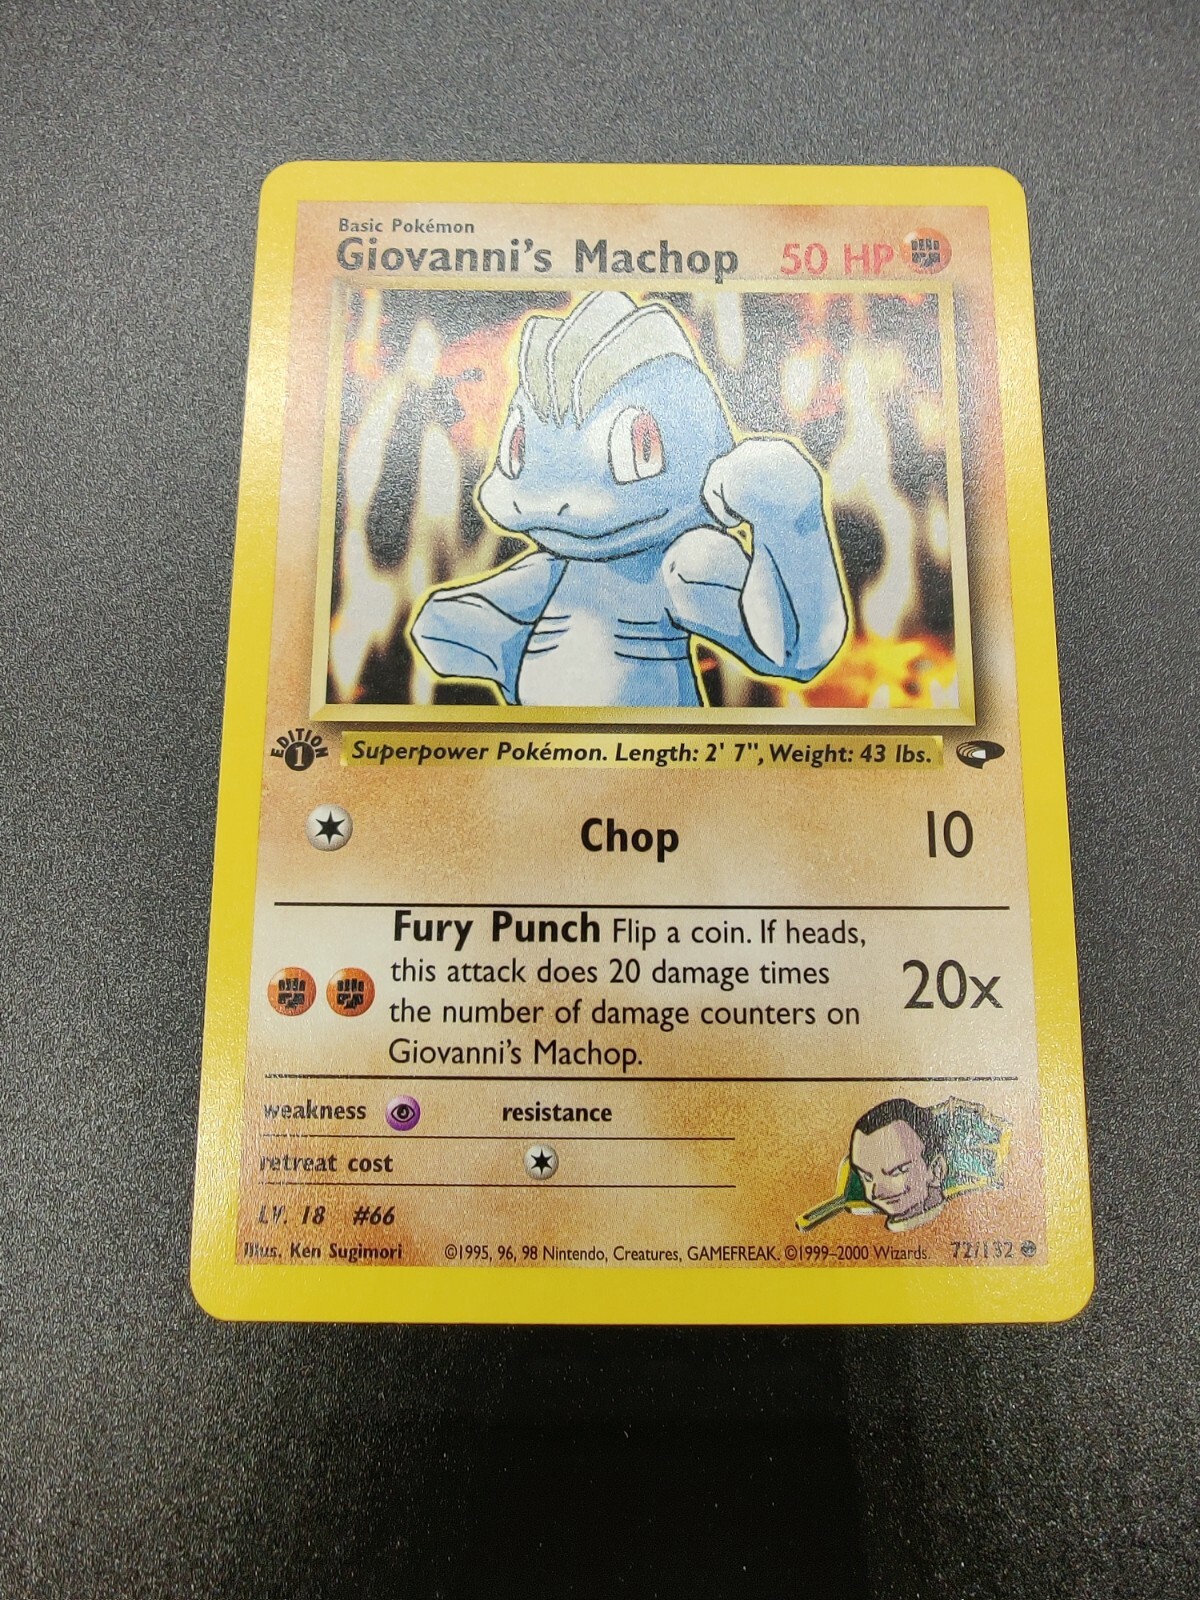 Basic Pokémon
Giovanni's Machop 50 HP
EDITION
1
Superpower Pokémon. Length: 2' 7", Weight: 43 lbs.
Chop 10
Fury Punch Flip a coin. If heads,
this attack does 20 damage times
the number of damage counters on
Giovanni's Machop.
20x
weakness resistance
retreat cost
LV. 18 #66
Illus. Ken Sugimori ©1995, 96, 98 Nintendo, Creatures, GAMEFREAK. ©1999–2000 Wizards. 72/132